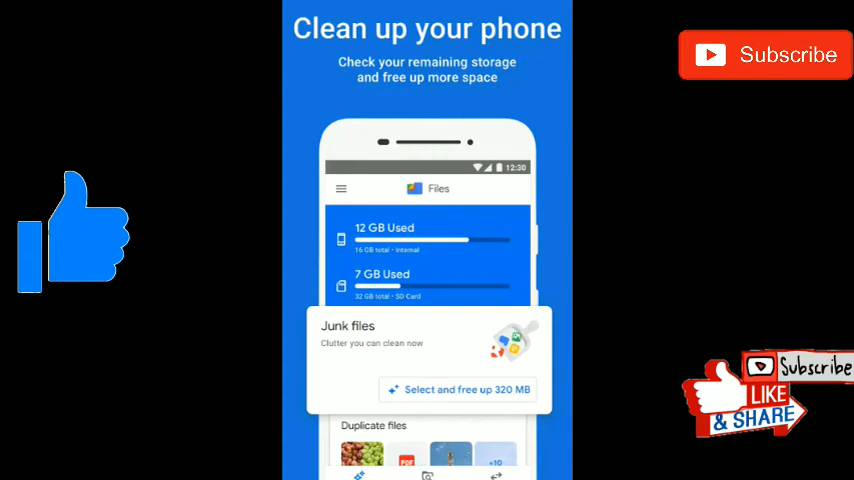 Clean up your phone
Check your remaining storage
and free up more space
Subscribe
12:30
Files
12 GB Used
16 GB total • Internal
7 GB Used
32 GB total • SD Card
Junk files
Clutter you can clean now
Select and free up 320 MB
Duplicate files
PDF
+10
Subscribe
LIKE
& SHARE